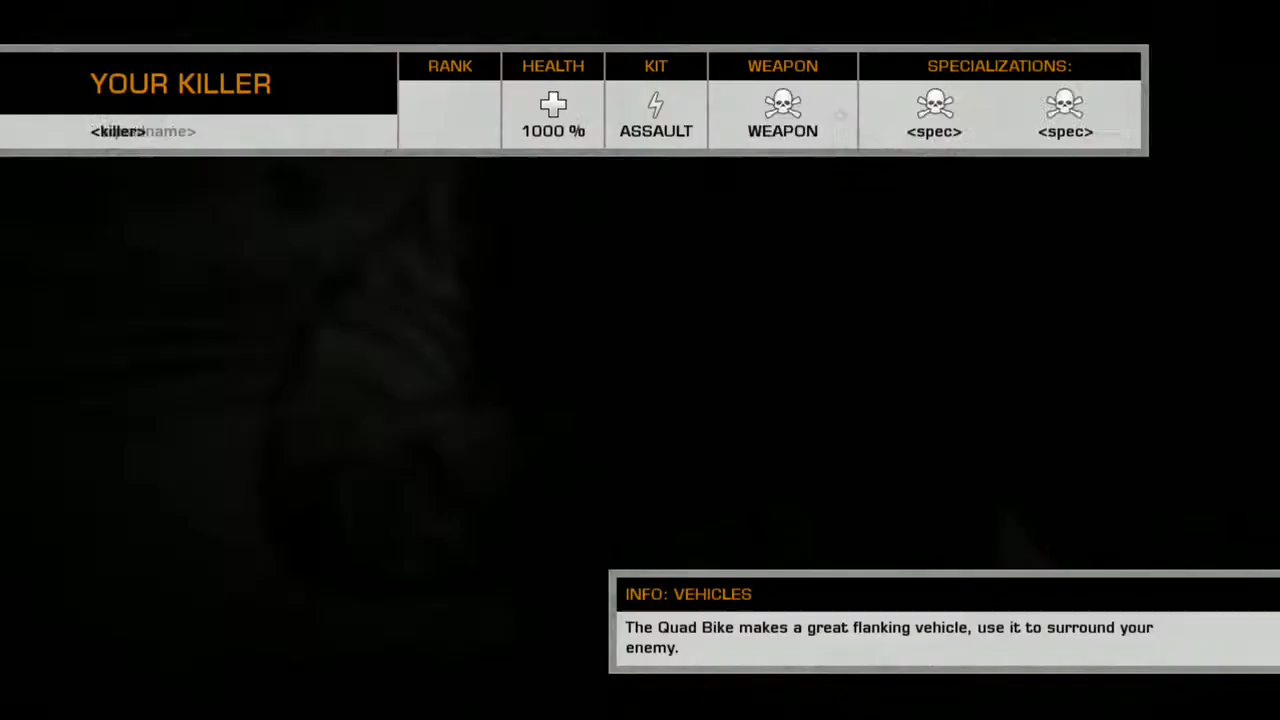 YOUR KILLER
RANK
HEALTH
KIT
WEAPON
SPECIALIZATIONS:
<killer>
name>
1000 %
ASSAULT
WEAPON
<spec>
<spec>
INFO: VEHICLES
The Quad Bike makes a great flanking vehicle, use it to surround your
enemy.